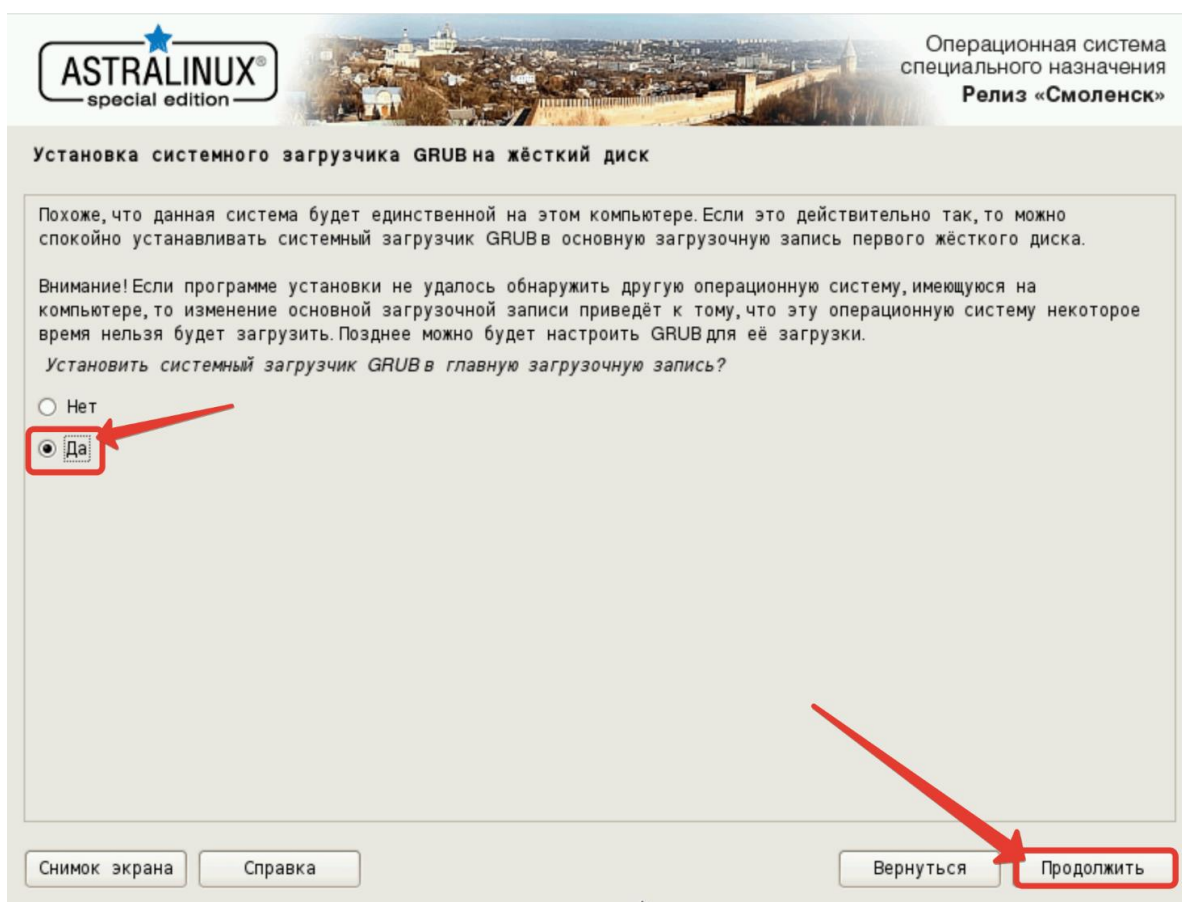 ASTRALINUX®
special edition
Операционная система
специального назначения
Релиз «Смоленск»
Установка системного загрузчика GRUB на жёсткий диск
Похоже, что данная система будет единственной на этом компьютере. Если это действительно так, то можно
спокойно устанавливать системный загрузчик GRUB в основную загрузочную запись первого жёсткого диска.
Внимание! Если программе установки не удалось обнаружить другую операционную систему, имеющуюся на
компьютере, то изменение основной загрузочной записи приведёт к тому, что эту операционную систему некоторое
время нельзя будет загрузить. Позднее можно будет настроить GRUB для её загрузки.
Установить системный загрузчик GRUB в главную загрузочную запись?
Нет
Да
Снимок экрана
Справка
Вернуться
Продолжить